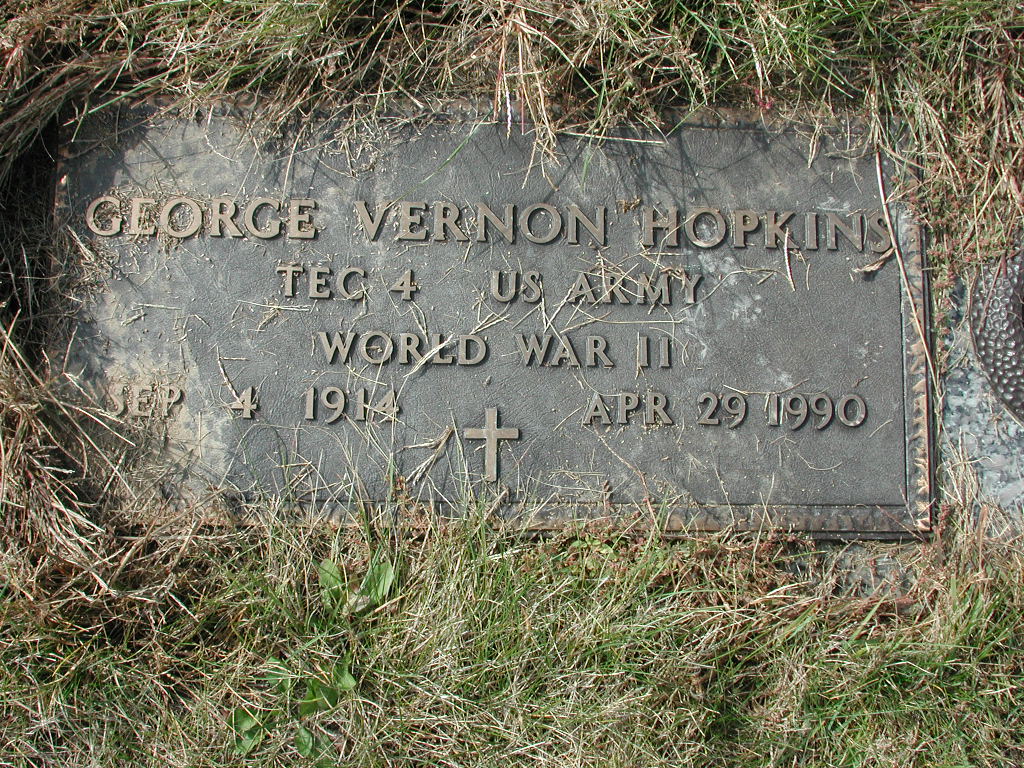 GEORGE VERNON HOPKINS
TEC 4 US ARMY
WORLD WAR II
SEP 4 1914 APR 29 1990